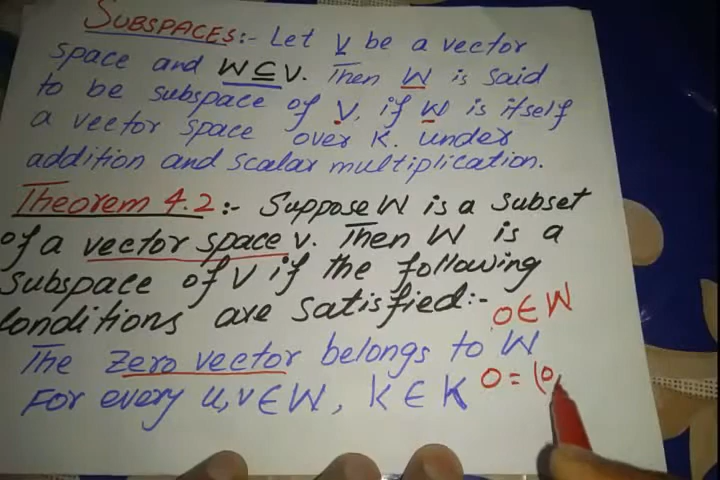 SUBSPACES:- Let V be a vector
space and W ⊆ V. Then W is said
to be subspace of V, if W is itself
a vector space over K. under
addition and scalar multiplication.
Theorem 4.2:- Suppose W is a subset
of a vector space V. Then W is a
subspace of V if the following
conditions are satisfied:-
0 ∈ W
The zero vector belongs to W
For every u, v ∈ W, k ∈ K
0 = (0,